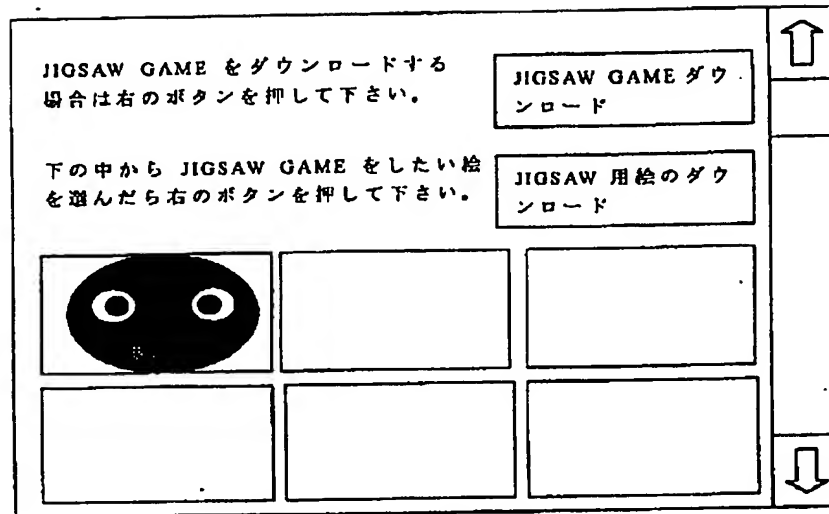 JIGSAW GAME をダウンロードする
場合は右のボタンを押して下さい。
JIGSAW GAME ダウ
ンロード
下の中から JIGSAW GAME をしたい絵
を選んだら右のボタンを押して下さい。
JIGSAW 用絵のダウ
ンロード